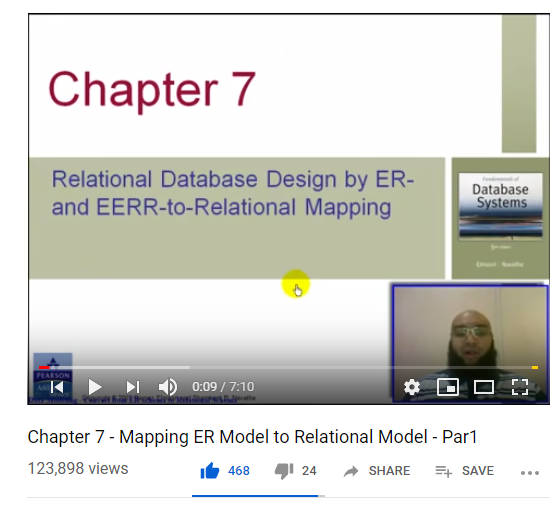 Chapter 7
Relational Database Design by ER-
and EERR-to-Relational Mapping
Fundamentals of
Database
Systems
Elmasri Navathe
PEARSON
0:09 / 7:10
Chapter 7 - Mapping ER Model to Relational Model - Par1
123,898 views
468
24
SHARE
SAVE